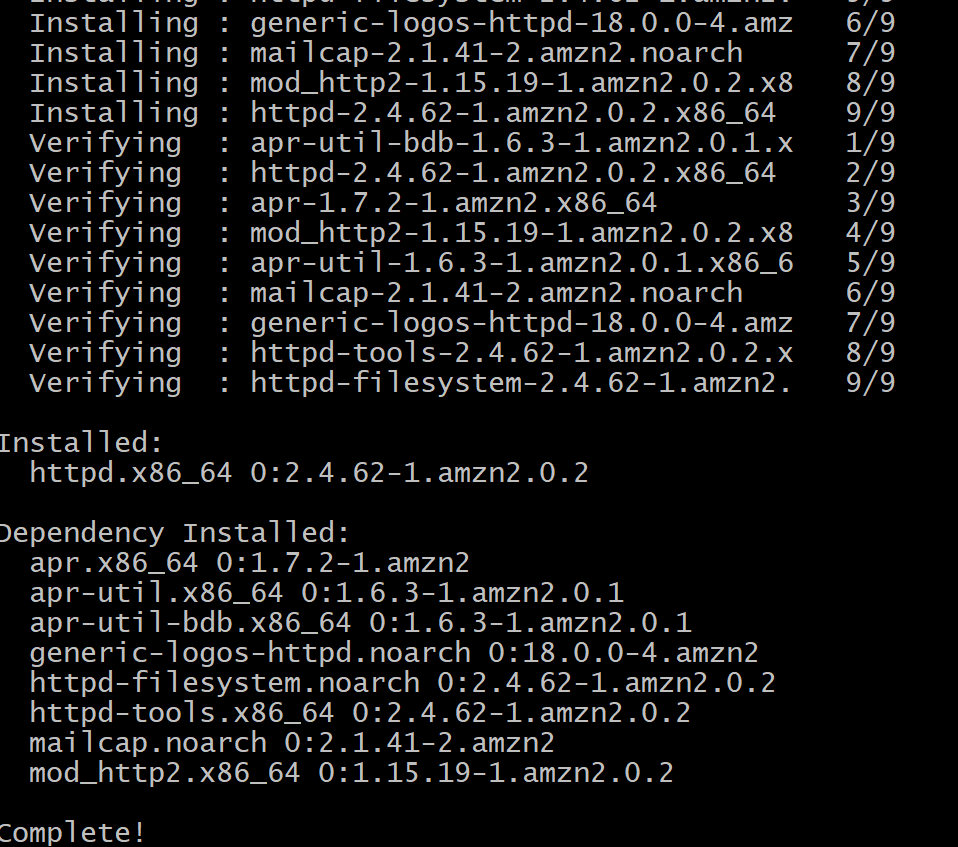 Installing : generic-logos-httpd-18.0.0-4.amz 6/9
Installing : mailcap-2.1.41-2.amzn2.noarch 7/9
Installing : mod_http2-1.15.19-1.amzn2.0.2.x8 8/9
Installing : httpd-2.4.62-1.amzn2.0.2.x86_64 9/9
Verifying : apr-util-bdb-1.6.3-1.amzn2.0.1.x 1/9
Verifying : httpd-2.4.62-1.amzn2.0.2.x86_64 2/9
Verifying : apr-1.7.2-1.amzn2.x86_64 3/9
Verifying : mod_http2-1.15.19-1.amzn2.0.2.x8 4/9
Verifying : apr-util-1.6.3-1.amzn2.0.1.x86_6 5/9
Verifying : mailcap-2.1.41-2.amzn2.noarch 6/9
Verifying : generic-logos-httpd-18.0.0-4.amz 7/9
Verifying : httpd-tools-2.4.62-1.amzn2.0.2.x 8/9
Verifying : httpd-filesystem-2.4.62-1.amzn2. 9/9
Installed:
httpd.x86_64 0:2.4.62-1.amzn2.0.2
Dependency Installed:
apr.x86_64 0:1.7.2-1.amzn2
apr-util.x86_64 0:1.6.3-1.amzn2.0.1
apr-util-bdb.x86_64 0:1.6.3-1.amzn2.0.1
generic-logos-httpd.noarch 0:18.0.0-4.amzn2
httpd-filesystem.noarch 0:2.4.62-1.amzn2.0.2
httpd-tools.x86_64 0:2.4.62-1.amzn2.0.2
mailcap.noarch 0:2.1.41-2.amzn2
mod_http2.x86_64 0:1.15.19-1.amzn2.0.2
Complete!